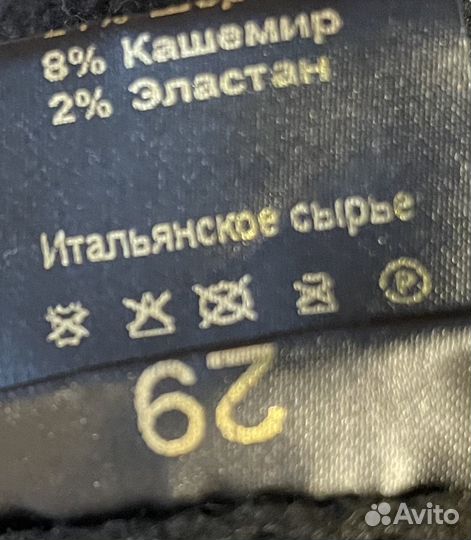 8% Кашемир
2% Эластан
Итальянское сырье
P
29
Avito